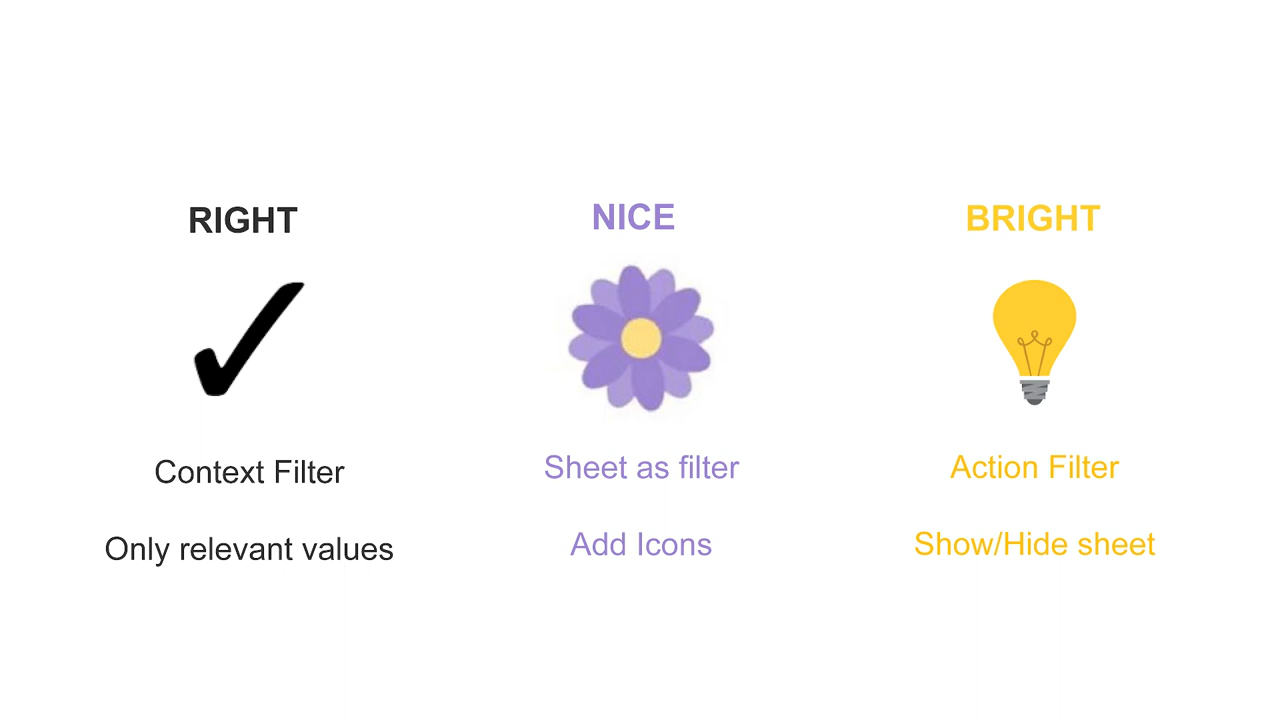 RIGHT
Context Filter
Only relevant values
NICE
Sheet as filter
Add Icons
BRIGHT
Action Filter
Show/Hide sheet